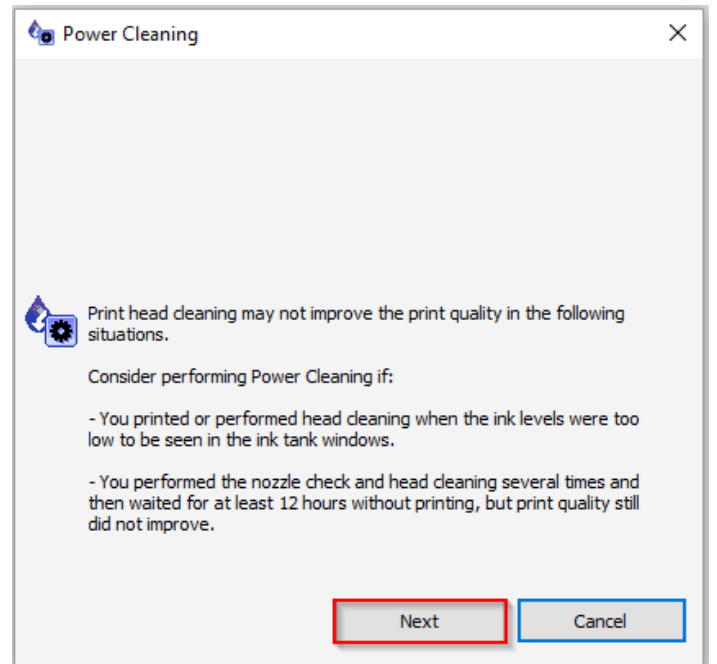 Power Cleaning
Print head cleaning may not improve the print quality in the following
situations.
Consider performing Power Cleaning if:
- You printed or performed head cleaning when the ink levels were too
low to be seen in the ink tank windows.
- You performed the nozzle check and head cleaning several times and
then waited for at least 12 hours without printing, but print quality still
did not improve.
Next
Cancel